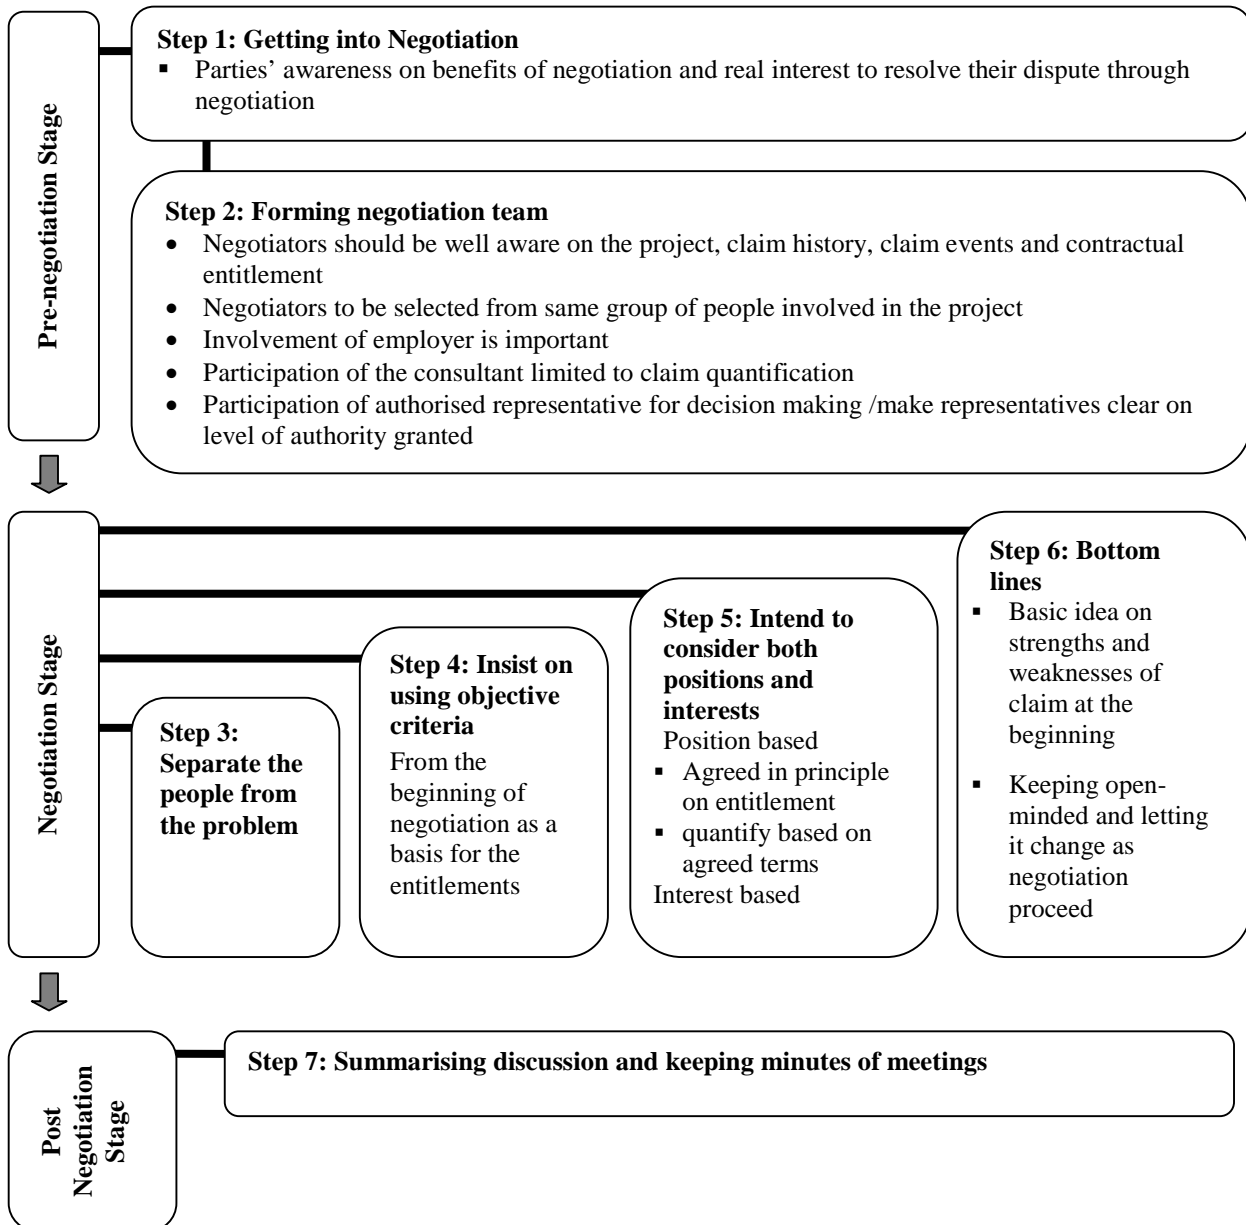 Pre-negotiation Stage
Step 1: Getting into Negotiation
▪ Parties’ awareness on benefits of negotiation and real interest to resolve their dispute through
negotiation
Step 2: Forming negotiation team
• Negotiators should be well aware on the project, claim history, claim events and contractual
entitlement
• Negotiators to be selected from same group of people involved in the project
• Involvement of employer is important
• Participation of the consultant limited to claim quantification
• Participation of authorised representative for decision making /make representatives clear on
level of authority granted
Negotiation Stage
Step 3:
Separate the
people from
the problem
Step 4: Insist on
using objective
criteria
From the
beginning of
negotiation as a
basis for the
entitlements
Step 5: Intend to
consider both
positions and
interests
Position based
▪ Agreed in principle
on entitlement
▪ quantify based on
agreed terms
Interest based
Step 6: Bottom
lines
▪ Basic idea on
strengths and
weaknesses of
claim at the
beginning
▪ Keeping open-
minded and letting
it change as
negotiation
proceed
Post
Negotiation
Stage
Step 7: Summarising discussion and keeping minutes of meetings